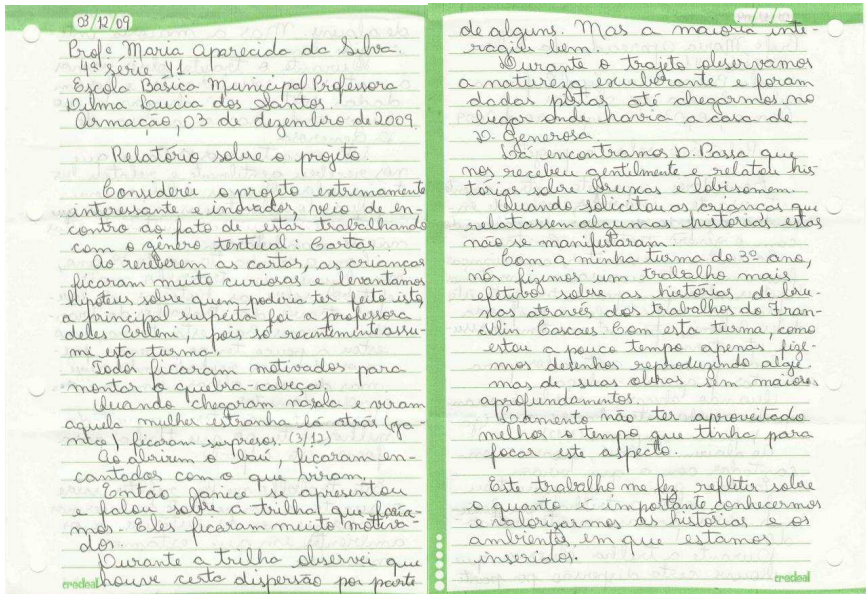 03/12/09
Profª Maria Aparecida da Silva.
4ª série 41
Escola Básica Municipal Professora
Dilma Lucia dos Santos.
Armação, 03 de dezembro de 2009.
Relatório sobre o projeto.
Considerei o projeto extremamente
interessante e inovador, veio de en-
contro ao fato de estar trabalhando
com o gênero textual: Cartas.
Ao receberem as cartas, as crianças
ficaram muito curiosas e levantamos
hipóteses sobre quem poderia ter feito isto,
a principal suspeita foi a professora
deles Cirleni, pois só recentemente assu-
mi esta turma.
Todos ficaram motivados para
montar o quebra-cabeça.
Quando chegaram na sala e viram
aquela mulher estranha lá atrás (ga-
nica) ficaram surpresos. (3/12)
Ao abrirem o baú, ficaram en-
cantados com o que viram.
Então Janice se apresentou
e falou sobre a trilha que faría-
mos. Eles ficaram muito motiva-
dos.
Durante a trilha observei que
houve certa dispersão por parte
credeal
de alguns. Mas a maioria inte-
ragiu bem.
Durante o trajeto observamos
a natureza exuberante e foram
dadas pistas até chegarmos no
lugar onde havia a casa de
D. Generosa.
Lá encontramos D. Passa que
nos recebeu gentilmente e relatou his-
tórias sobre bruxas e lobisomem.
Quando solicitou as crianças que
relatassem algumas histórias estas
não se manifestaram.
Com a minha turma do 3º ano,
nós fizemos um trabalho mais
efetivo sobre as histórias de bru-
xas através dos trabalhos do Fran-
klin Cascaes Com esta turma, como
estou a pouco tempo apenas, fize-
mos desenhos reproduzindo algu-
mas de suas obras sem maiores
aprofundamentos.
Lamento não ter aproveitado
melhor o tempo que tinha para
focar este aspecto.
Este trabalho me fez refletir sobre
o quanto é importante conhecermos
e valorizarmos as histórias e os
ambientes em que estamos
inseridos.
credeal